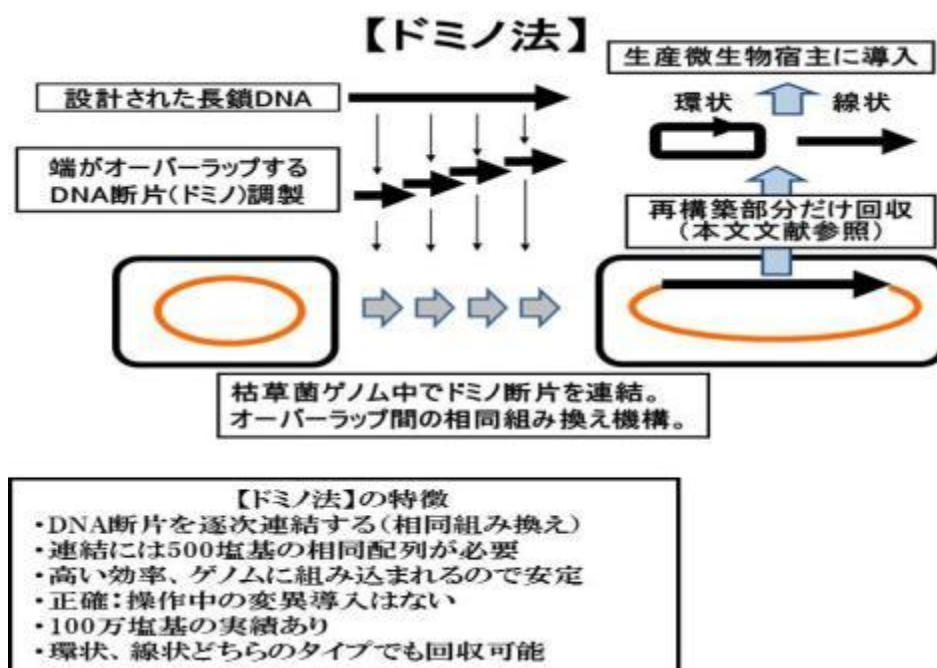 【ドミノ法】
設計された長鎖DNA
端がオーバーラップする
DNA断片(ドミノ)調製
生産微生物宿主に導入
環状
線状
再構築部分だけ回収
(本文文献参照)
枯草菌ゲノム中でドミノ断片を連結。
オーバーラップ間の相同組み換え機構。
【ドミノ法】の特徴
・DNA断片を逐次連結する(相同組み換え)
・連結には500塩基の相同配列が必要
・高い効率、ゲノムに組み込まれるので安定
・正確:操作中の変異導入はない
・100万塩基の実績あり
・環状、線状どちらのタイプでも回収可能